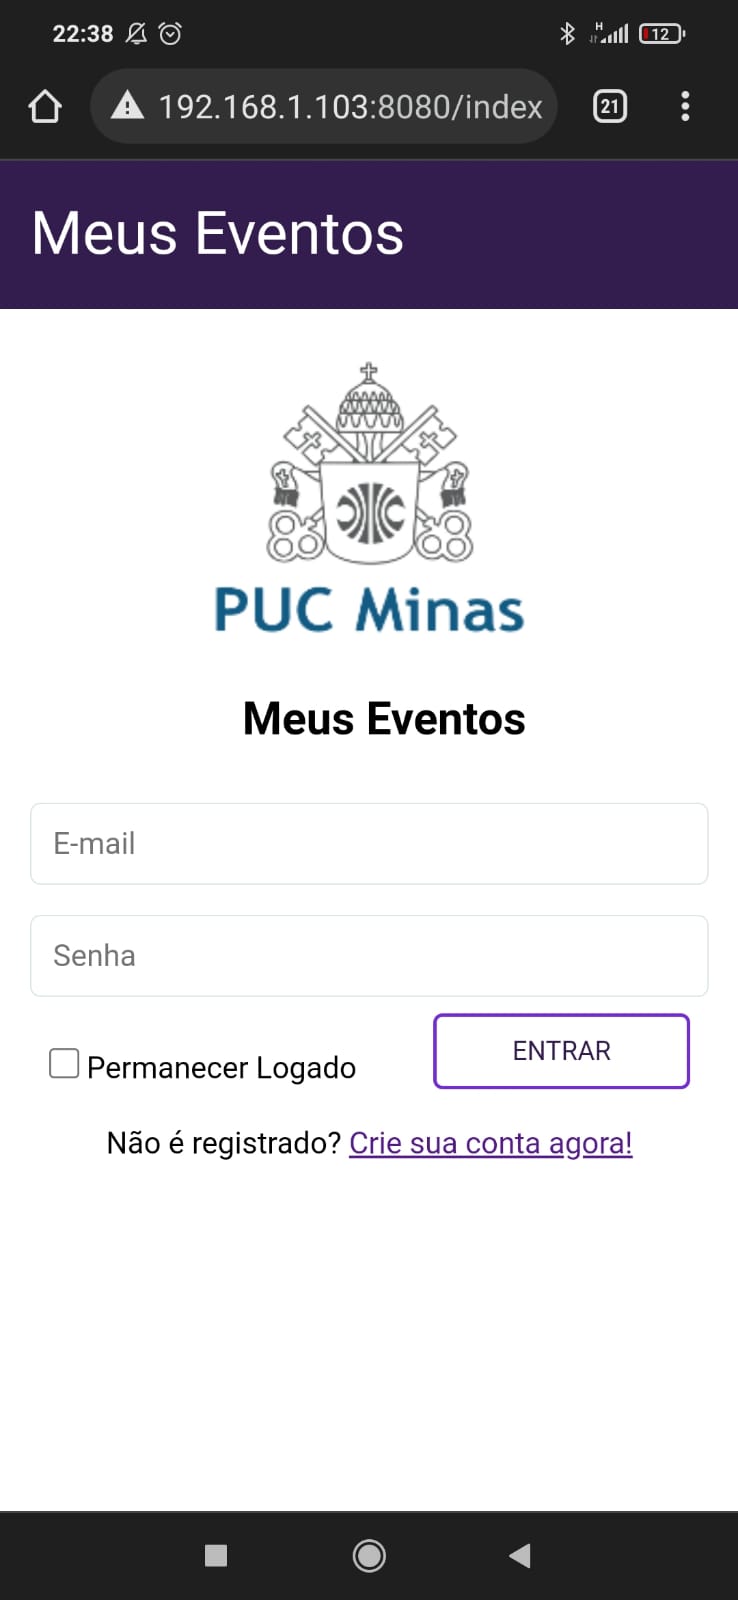 22:38
H
12
192.168.1.103:8080/index
21
Meus Eventos
PUC Minas
Meus Eventos
E-mail
Senha
Permanecer Logado
ENTRAR
Não é registrado? Crie sua conta agora!